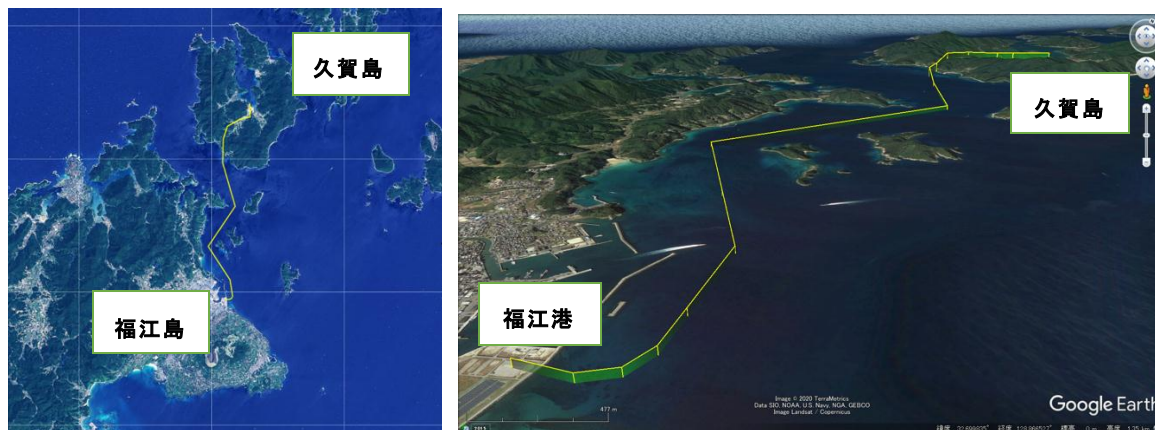 久賀島
福江島
久賀島
福江港
477 m
Image © 2020 TerraMetrics
Data SIO, NOAA, U.S. Navy, NGA, GEBCO
Image Landsat / Copernicus
Google Earth